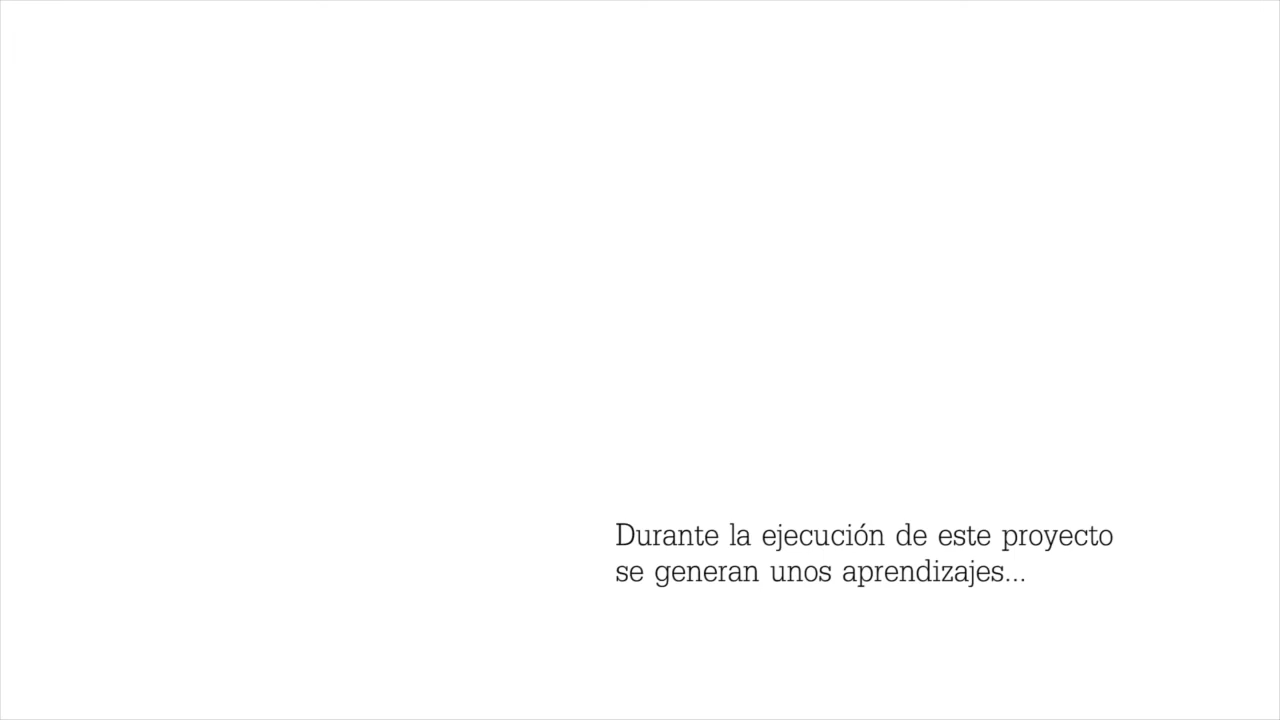 Durante la ejecución de este proyecto
se generan unos aprendizajes...